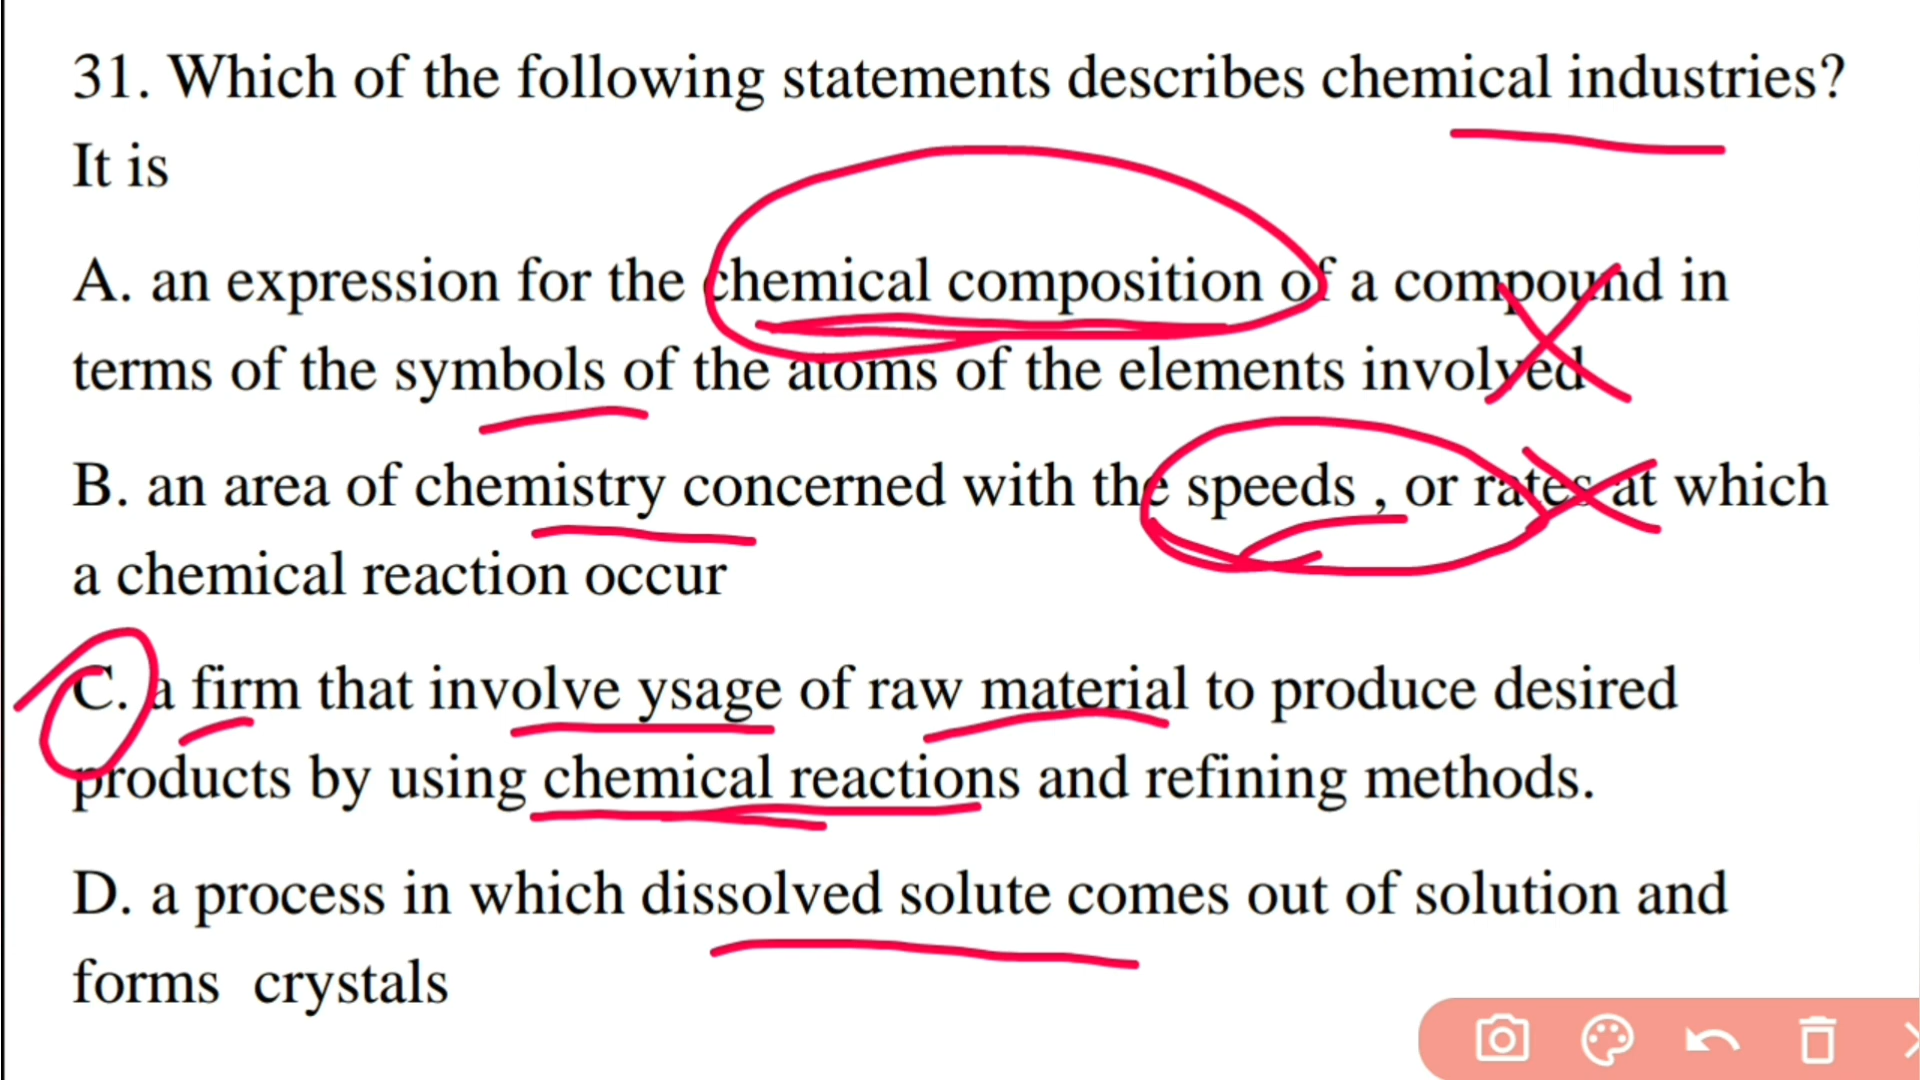 31. Which of the following statements describes chemical industries?
It is
A. an expression for the chemical composition of a compound in
terms of the symbols of the atoms of the elements involved
B. an area of chemistry concerned with the speeds , or rates at which
a chemical reaction occur
C. a firm that involve ysage of raw material to produce desired
products by using chemical reactions and refining methods.
D. a process in which dissolved solute comes out of solution and
forms crystals